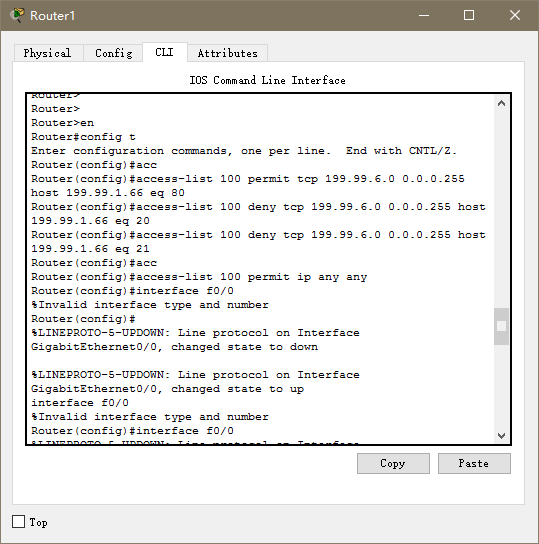 Router1
Physical Config CLI Attributes
IOS Command Line Interface
Router>
Router>
Router>en
Router#config t
Enter configuration commands, one per line.  End with CNTL/Z.
Router(config)#acc
Router(config)#access-list 100 permit tcp 199.99.6.0 0.0.0.255
host 199.99.1.66 eq 80
Router(config)#access-list 100 deny tcp 199.99.6.0 0.0.0.255 host
199.99.1.66 eq 20
Router(config)#access-list 100 deny tcp 199.99.6.0 0.0.0.255 host
199.99.1.66 eq 21
Router(config)#acc
Router(config)#access-list 100 permit ip any any
Router(config)#interface f0/0
%Invalid interface type and number
Router(config)#
%LINEPROTO-5-UPDOWN: Line protocol on Interface
GigabitEthernet0/0, changed state to down
%LINEPROTO-5-UPDOWN: Line protocol on Interface
GigabitEthernet0/0, changed state to up
interface f0/0
%Invalid interface type and number
Router(config)#interface f0/0
%LINEPROTO-5-UPDOWN: Line protocol on Interface
Copy Paste
Top